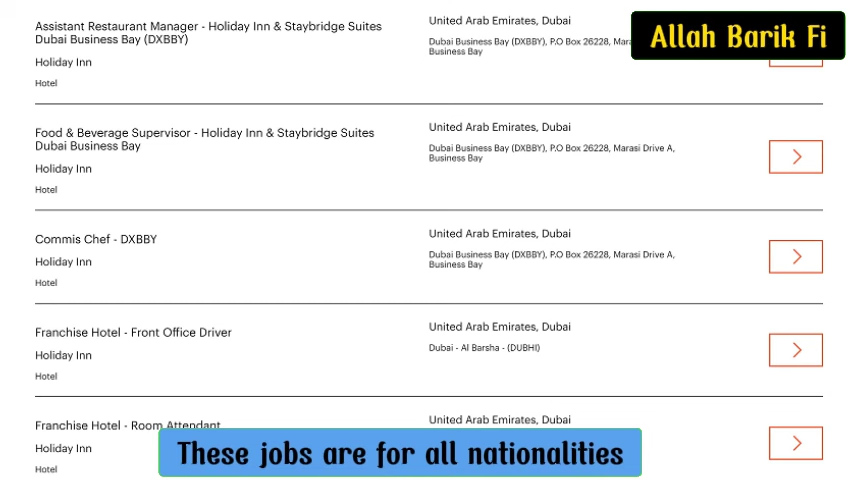 Assistant Restaurant Manager - Holiday Inn & Staybridge Suites
Dubai Business Bay (DXBBY)
Holiday Inn
Hotel
United Arab Emirates, Dubai
Dubai Business Bay (DXBBY), P.O Box 26228,
Business Bay
Allah Barik Fi
Food & Beverage Supervisor - Holiday Inn & Staybridge Suites
Dubai Business Bay
Holiday Inn
Hotel
United Arab Emirates, Dubai
Dubai Business Bay (DXBBY), P.O Box 26228, Marasi Drive A,
Business Bay
Commis Chef - DXBBY
Holiday Inn
Hotel
United Arab Emirates, Dubai
Dubai Business Bay (DXBBY), P.O Box 26228, Marasi Drive A,
Business Bay
Franchise Hotel - Front Office Driver
Holiday Inn
Hotel
United Arab Emirates, Dubai
Dubai - Al Barsha - (DUBHI)
Franchise Hotel - Room Attendant
Holiday Inn
Hotel
United Arab Emirates, Dubai
These jobs are for all nationalities